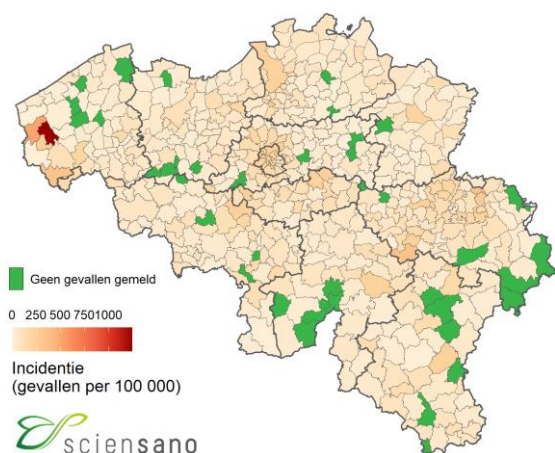 Geen gevallen gemeld
0 250 500 7501000
Incidentie
(gevallen per 100 000)
sciensano